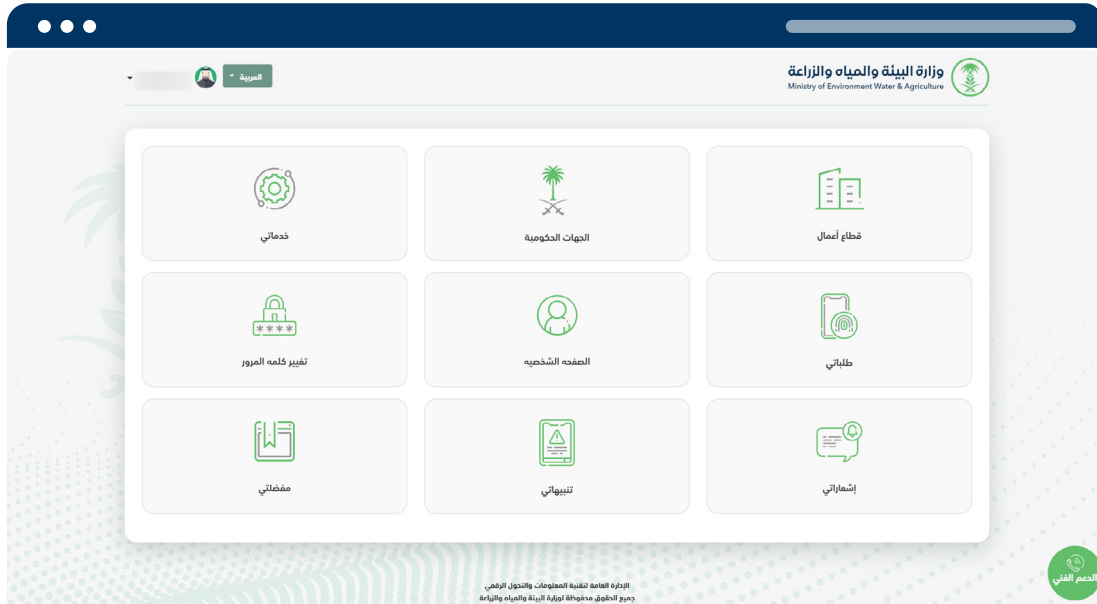 وزارة البيئة والمياه والزراعة
Ministry of Environment Water & Agriculture
العربية
قطاع أعمال
الجهات الحكومية
خدماتي
طلباتي
الصفحه الشخصيه
تغيير كلمه المرور
****
إشعاراتي
تنبيهاتي
مفضلتي
الدعم الفني
الإدارة العامة لتقنية المعلومات والتحول الرقمي
جميع الحقوق محفوظة لوزارة البيئة والمياه والزراعة